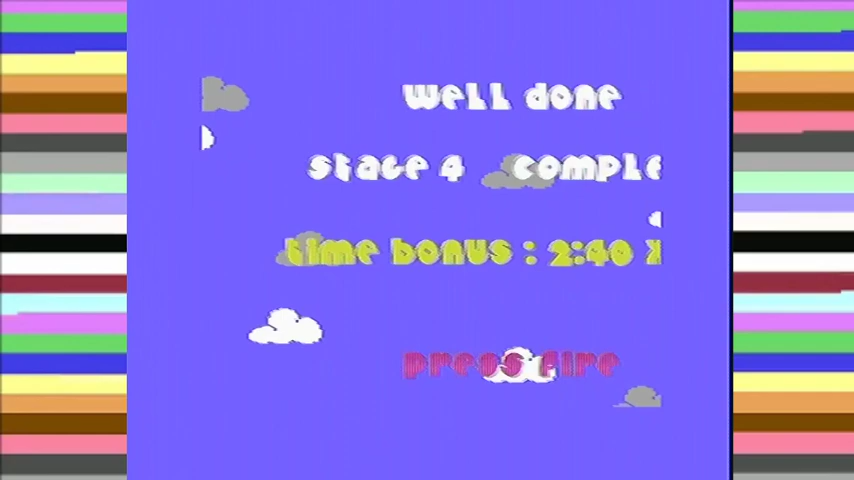 well done
stage 4 comple
time bonus : 2:40 x
press fire